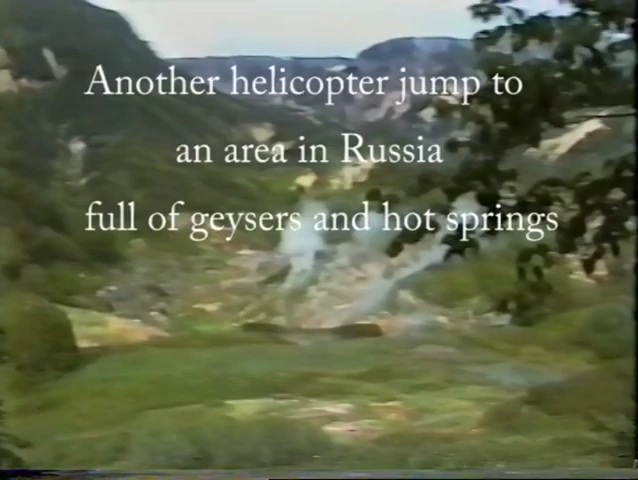 Another helicopter jump to
an area in Russia
full of geysers and hot springs